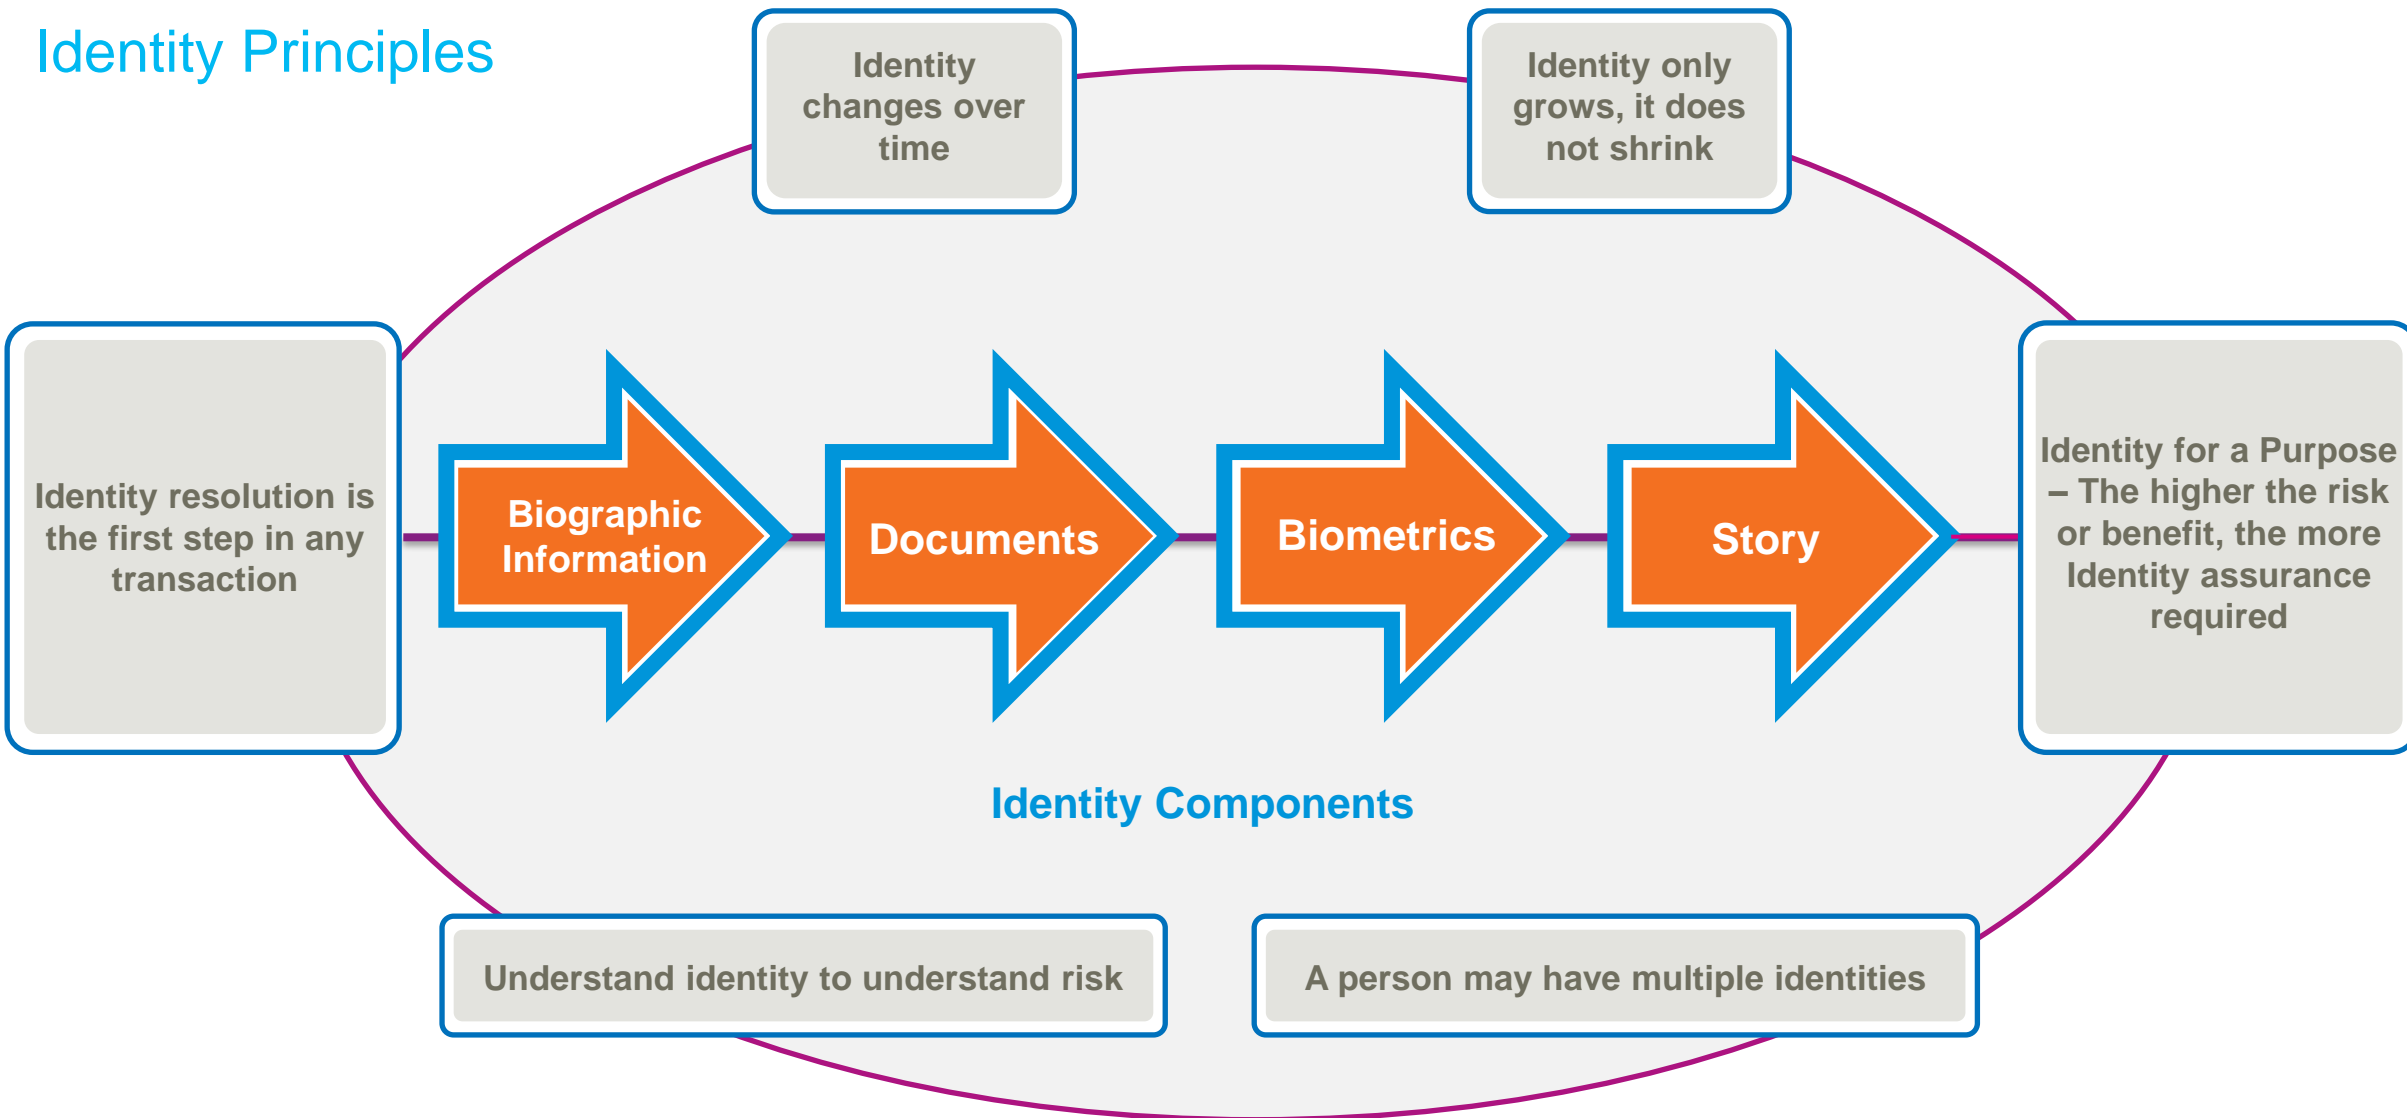 Identity Principles
Identity
changes over
time
Identity only
grows, it does
not shrink
Identity resolution is
the first step in any
transaction
Biographic
Information
Documents
Biometrics
Story
Identity for a Purpose
– The higher the risk
or benefit, the more
Identity assurance
required
Identity Components
Understand identity to understand risk
A person may have multiple identities